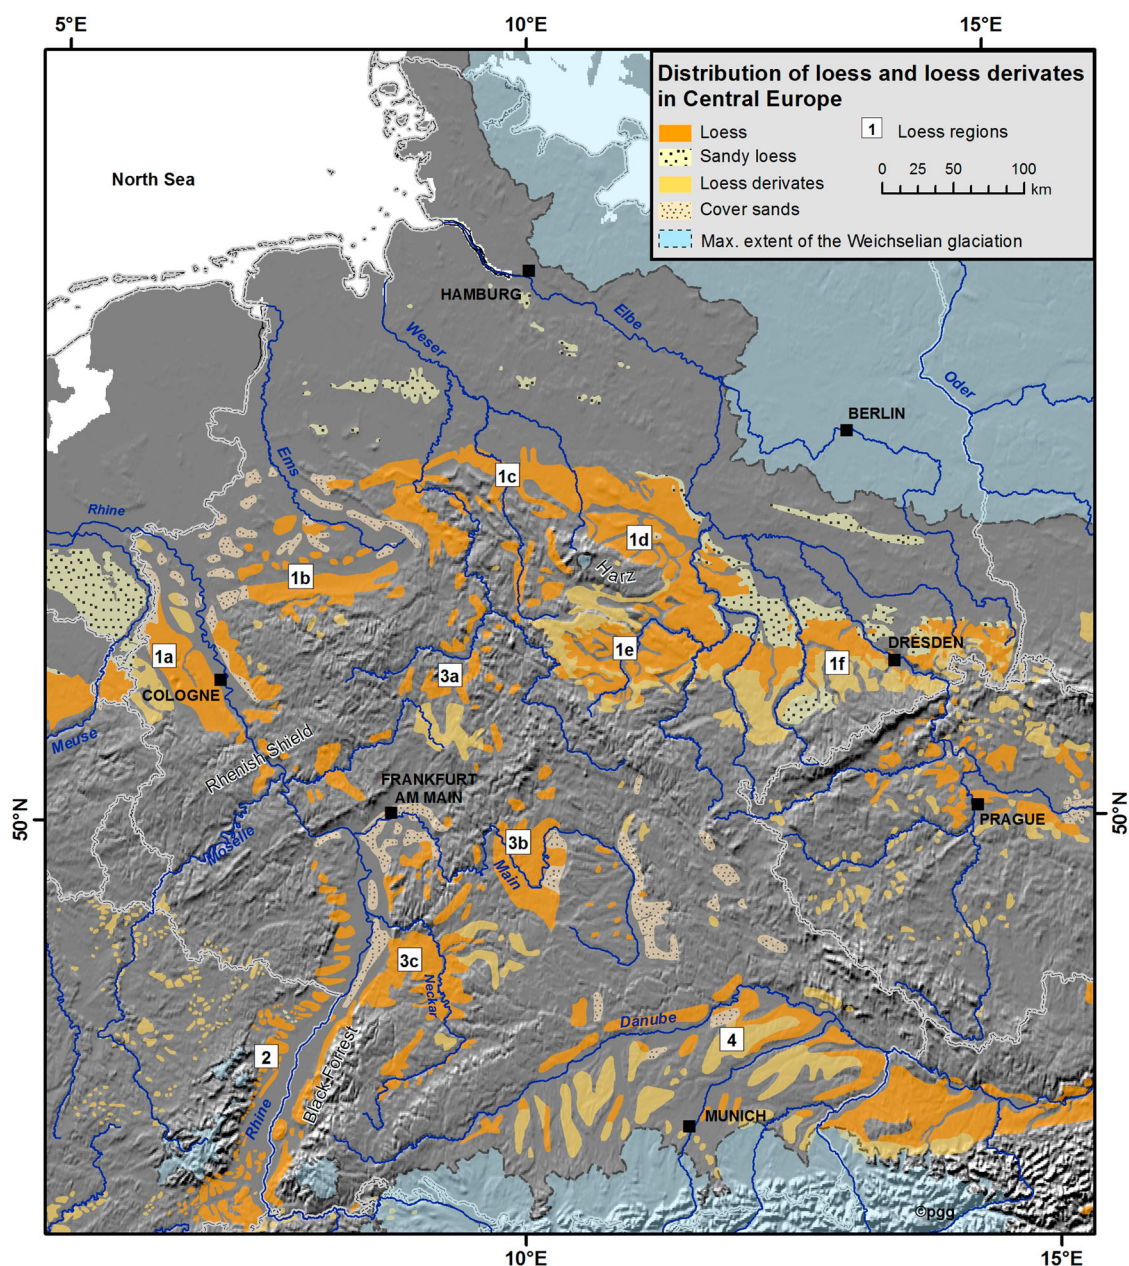 5°E
10°E
15°E
Distribution of loess and loess derivates
in Central Europe
Loess
1
Loess regions
Sandy loess
0
25
50
100
km
Loess derivates
Cover sands
Max. extent of the Weichselian glaciation
North Sea
HAMBURG
Elbe
Weser
Oder
BERLIN
Ems
1c
Rhine
1d
Harz
1b
1a
1e
DRESDEN
1f
3a
COLOGNE
Meuse
Rhenish Shield
FRANKFURT
AM MAIN
50°N
50°N
PRAGUE
Moselle
3b
Main
3c
Neckar
Danube
4
2
Black Forrest
Rhine
MUNICH
©pgg
10°E
15°E